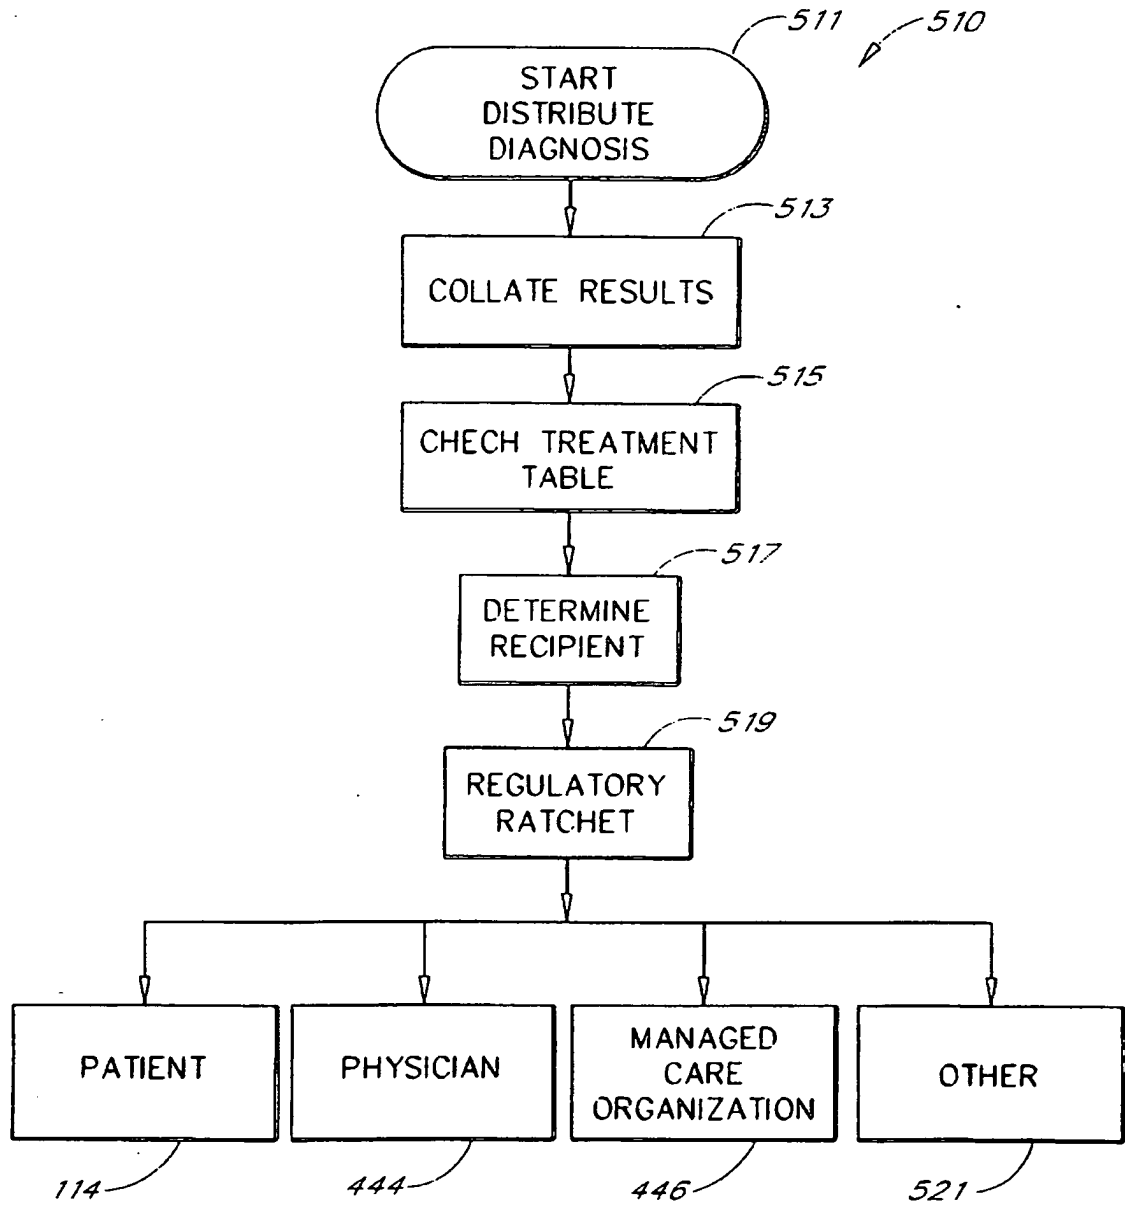 511
510
START
DISTRIBUTE
DIAGNOSIS
513
COLLATE RESULTS
515
CHECH TREATMENT
TABLE
517
DETERMINE
RECIPIENT
519
REGULATORY
RATCHET
PATIENT
PHYSICIAN
MANAGED
CARE
ORGANIZATION
OTHER
114
444
446
521